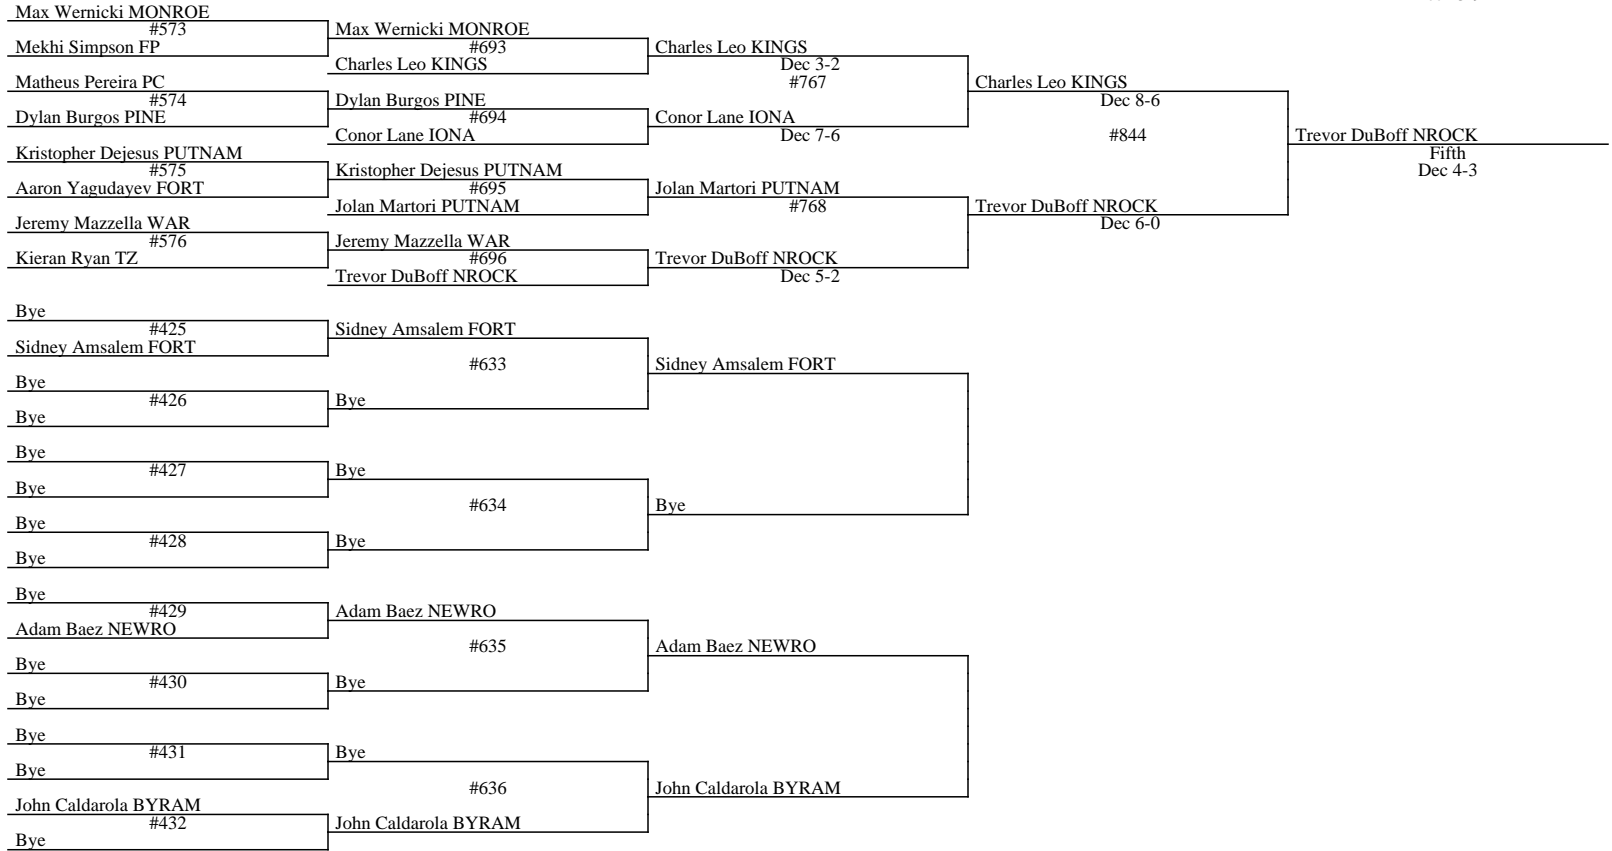 Max Wernicki MONROE
#573
Mekhi Simpson FP
Max Wernicki MONROE
#693
Charles Leo KINGS
Charles Leo KINGS
Dec 3-2
#767
Matheus Pereira PC
#574
Dylan Burgos PINE
Dylan Burgos PINE
#694
Conor Lane IONA
Conor Lane IONA
Dec 7-6
Charles Leo KINGS
Dec 8-6
#844
Kristopher Dejesus PUTNAM
#575
Aaron Yagudayev FORT
Kristopher Dejesus PUTNAM
#695
Jolan Martori PUTNAM
Jolan Martori PUTNAM
#768
Jeremy Mazzella WAR
#576
Kieran Ryan TZ
Jeremy Mazzella WAR
#696
Trevor DuBoff NROCK
Trevor DuBoff NROCK
Dec 5-2
Trevor DuBoff NROCK
Dec 6-0
Trevor DuBoff NROCK
Fifth
Dec 4-3
Bye
#425
Sidney Amsalem FORT
Sidney Amsalem FORT
#633
Bye
#426
Bye
Bye
Sidney Amsalem FORT
Bye
#427
Bye
Bye
#634
Bye
#428
Bye
Bye
Bye
Bye
#429
Adam Baez NEWRO
Adam Baez NEWRO
#635
Bye
#430
Bye
Bye
Adam Baez NEWRO
Bye
#431
Bye
Bye
#636
John Caldarola BYRAM
#432
Bye
John Caldarola BYRAM
John Caldarola BYRAM